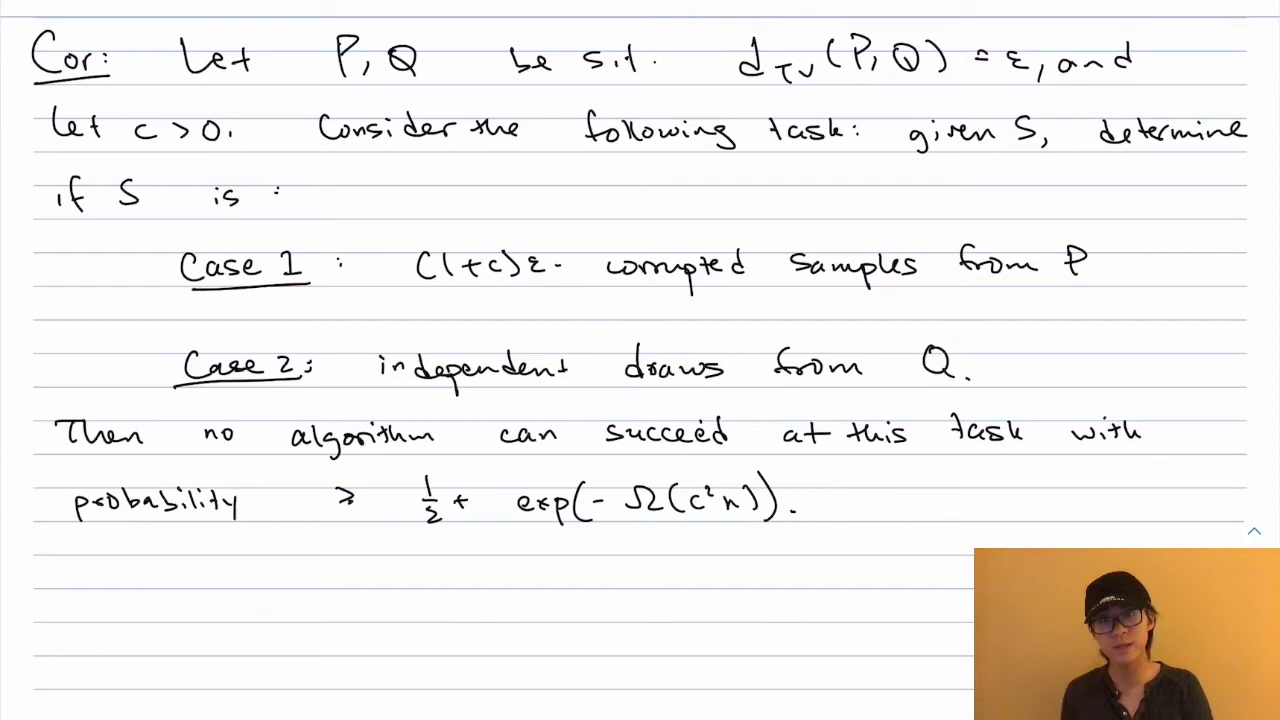 Cor: Let P, Q be s.t. d_TV (P, Q) = ε, and
let c > 0. Consider the following task: given S, determine
if S is :
Case 1 : (1+c)ε- corrupted samples from P
Case 2: independent draws from Q.
Then no algorithm can succeed at this task with
probability ≥ 1/2 + exp(- Ω(c²n)).